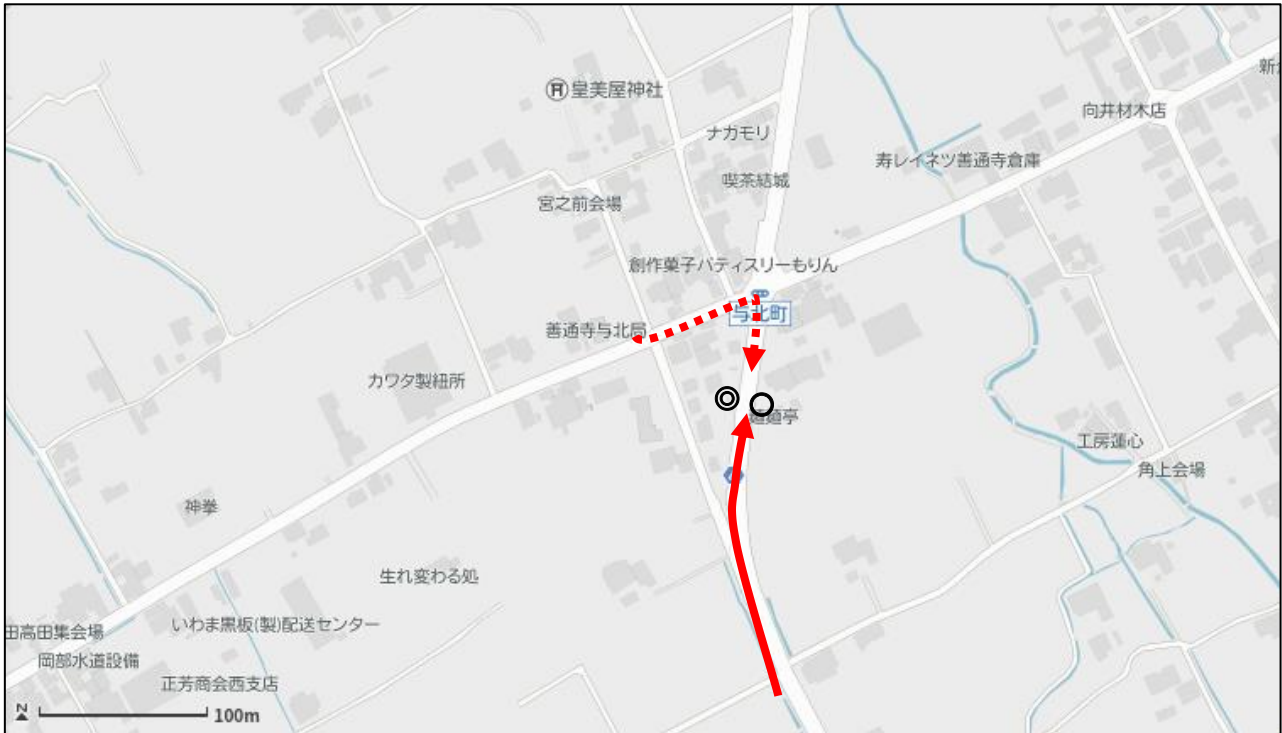 皇美屋神社
新
向井材木店
ナガモリ
寿レイネツ善通寺倉庫
喫茶結城
宮之前会場
創作菓子パティスリーもりん
与北町
善通寺与北局
カワタ製紐所
亭
工房蓮心
角上会場
神拳
生れ変わる処
いわま黒板(製)配送センター
田高田集会場
岡部水道設備
正芳商会西支店
N
100m